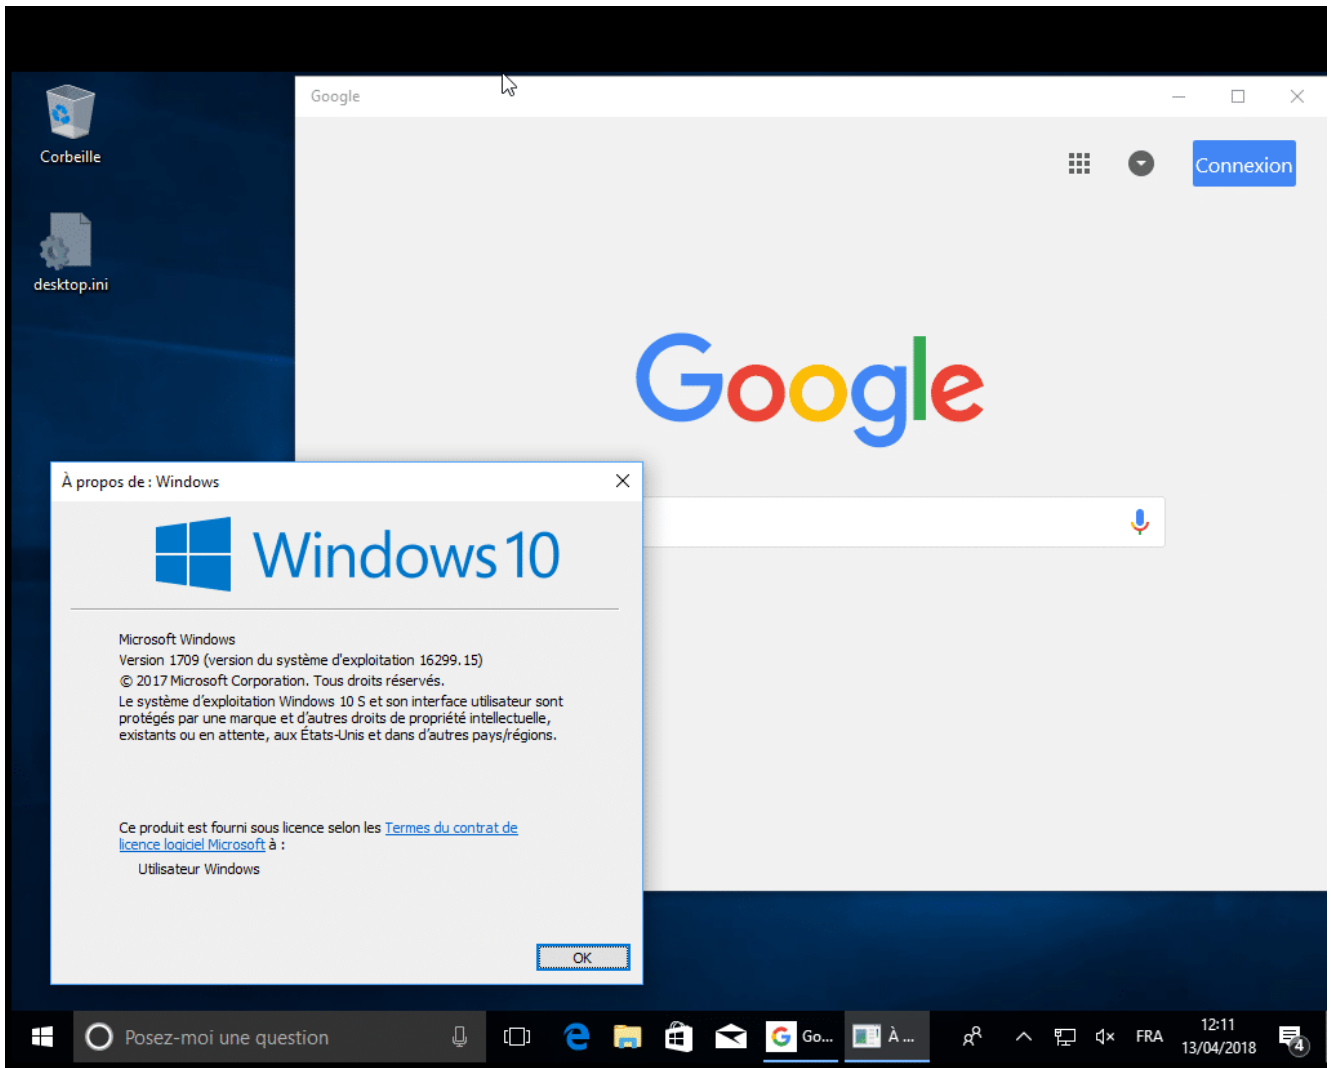 Corbeille
desktop.ini
Google
Connexion
Google
À propos de : Windows
Windows 10
Microsoft Windows
Version 1709 (version du système d'exploitation 16299.15)
© 2017 Microsoft Corporation. Tous droits réservés.
Le système d’exploitation Windows 10 S et son interface utilisateur sont
protégés par une marque et d’autres droits de propriété intellectuelle,
existants ou en attente, aux États-Unis et dans d’autres pays/régions.
Ce produit est fourni sous licence selon les Termes du contrat de
licence logiciel Microsoft à :
Utilisateur Windows
OK
Posez-moi une question
G Go...
À ...
FRA
12:11
13/04/2018
4